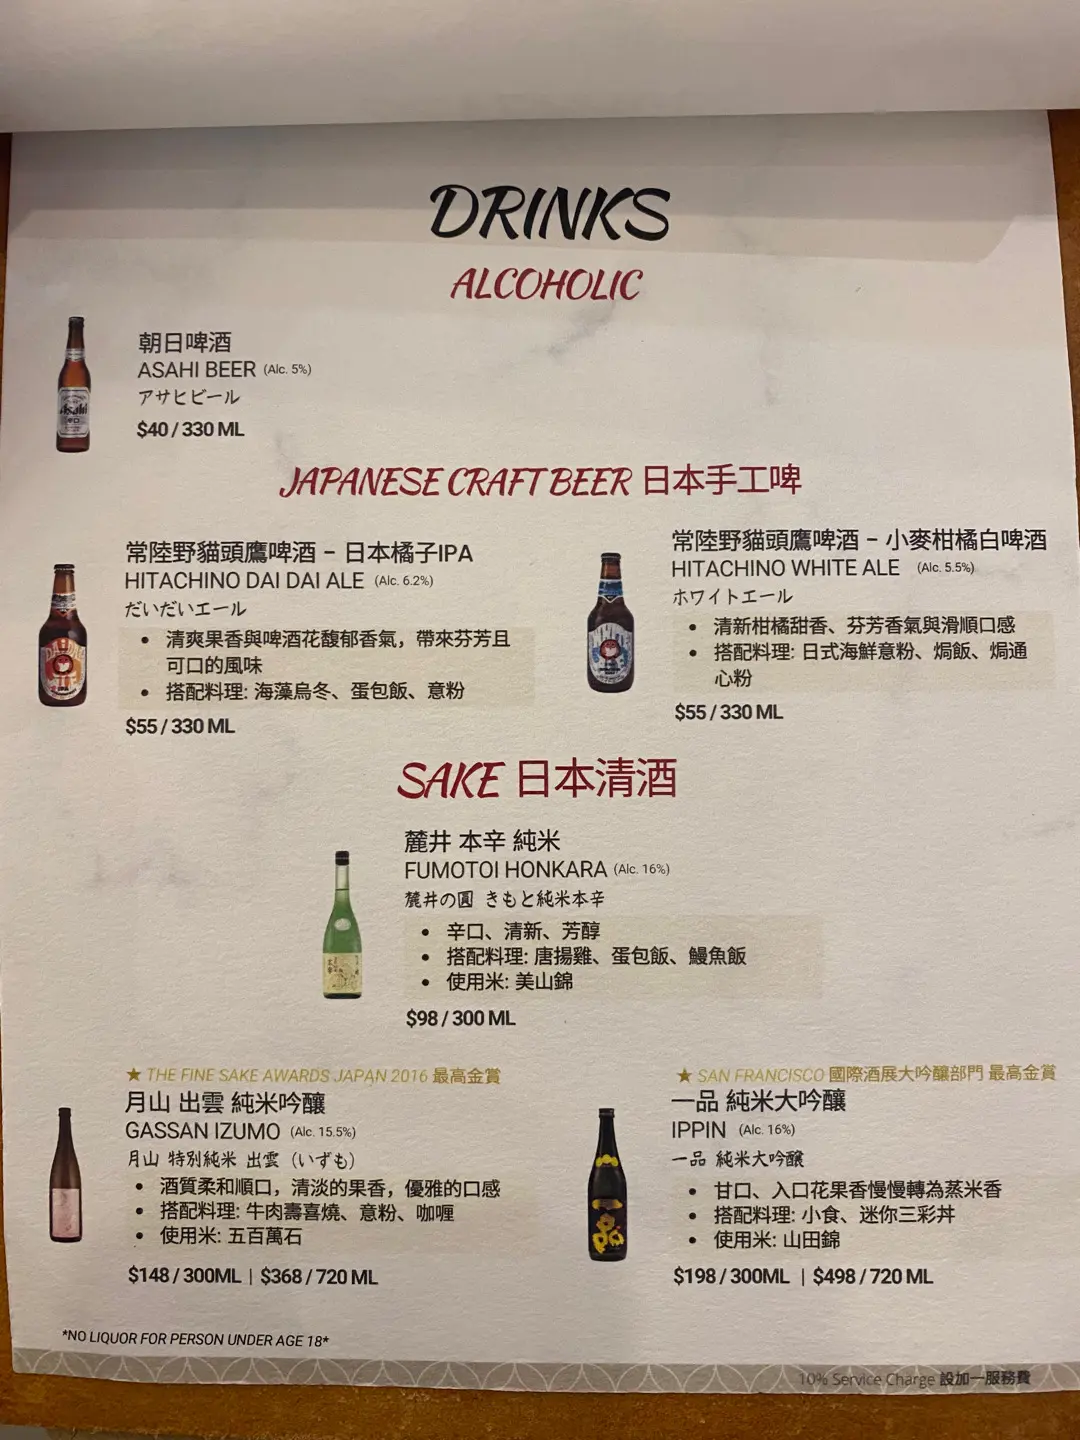 DRINKS
ALCOHOLIC
朝日啤酒
ASAHI BEER (Alc. 5%)
アサヒビール
$40 / 330 ML
Asahi
JAPANESE CRAFT BEER 日本手工啤
常陸野貓頭鷹啤酒 - 日本橘子IPA
HITACHINO DAI DAI ALE (Alc. 6.2%)
だいだいエール
• 清爽果香與啤酒花馥郁香氣，帶來芬芳且
可口的風味
• 搭配料理: 海藻烏冬、蛋包飯、意粉
$55 / 330 ML
常陸野貓頭鷹啤酒 - 小麥柑橘白啤酒
HITACHINO WHITE ALE (Alc. 5.5%)
ホワイトエール
• 清新柑橘甜香、芬芳香氣與滑順口感
• 搭配料理: 日式海鮮意粉、焗飯、焗通
心粉
$55 / 330 ML
SAKE 日本清酒
麓井 本辛 純米
FUMOTOI HONKARA (Alc. 16%)
麓井の圓 きもと純米本辛
• 辛口、清新、芳醇
• 搭配料理: 唐揚雞、蛋包飯、鰻魚飯
• 使用米: 美山錦
$98 / 300 ML
★ THE FINE SAKE AWARDS JAPAN 2016 最高金賞
月山 出雲 純米吟釀
GASSAN IZUMO (Alc. 15.5%)
月山 特別純米 出雲（いずも）
• 酒質柔和順口，清淡的果香，優雅的口感
• 搭配料理: 牛肉壽喜燒、意粉、咖喱
• 使用米: 五百萬石
$148 / 300ML | $368 / 720 ML
★ SAN FRANCISCO 國際酒展大吟釀部門 最高金賞
一品 純米大吟釀
IPPIN (Alc. 16%)
一品 純米大吟醸
• 甘口、入口花果香慢慢轉為蒸米香
• 搭配料理: 小食、迷你三彩丼
• 使用米: 山田錦
$198 / 300ML | $498 / 720 ML
一品
*NO LIQUOR FOR PERSON UNDER AGE 18*
10% Service Charge 設加一服務費